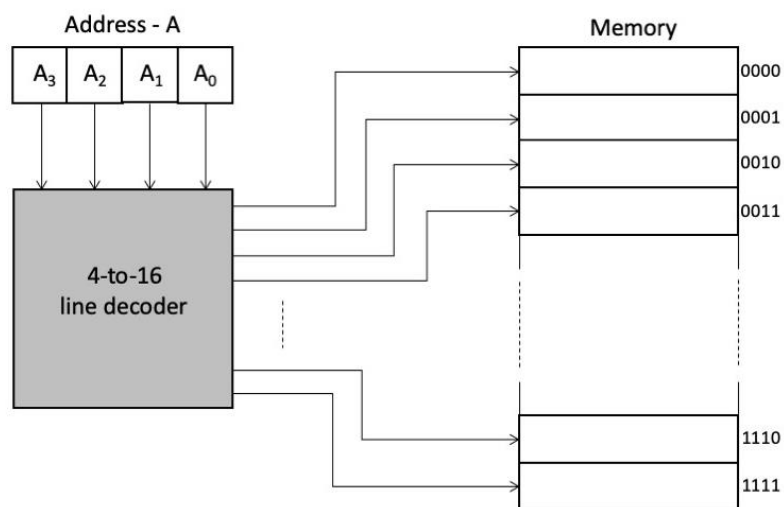 Address - A
A₃ A₂ A₁ A₀
4-to-16
line decoder
Memory
0000
0001
0010
0011
1110
1111